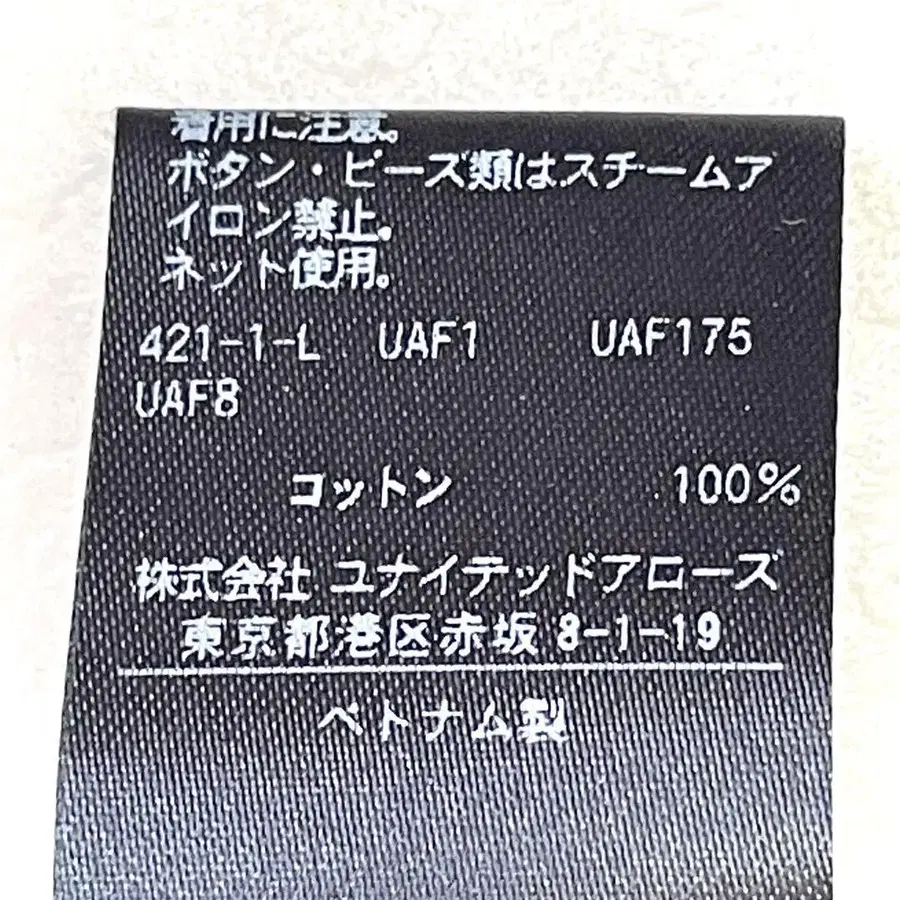 着用に注意。
ボタン・ビーズ類はスチームア
イロン禁止。
ネット使用。
421-1-L UAF1 UAF175
UAF8
コットン 100%
株式会社 ユナイテッドアローズ
東京都港区赤坂 8-1-19
ベトナム製